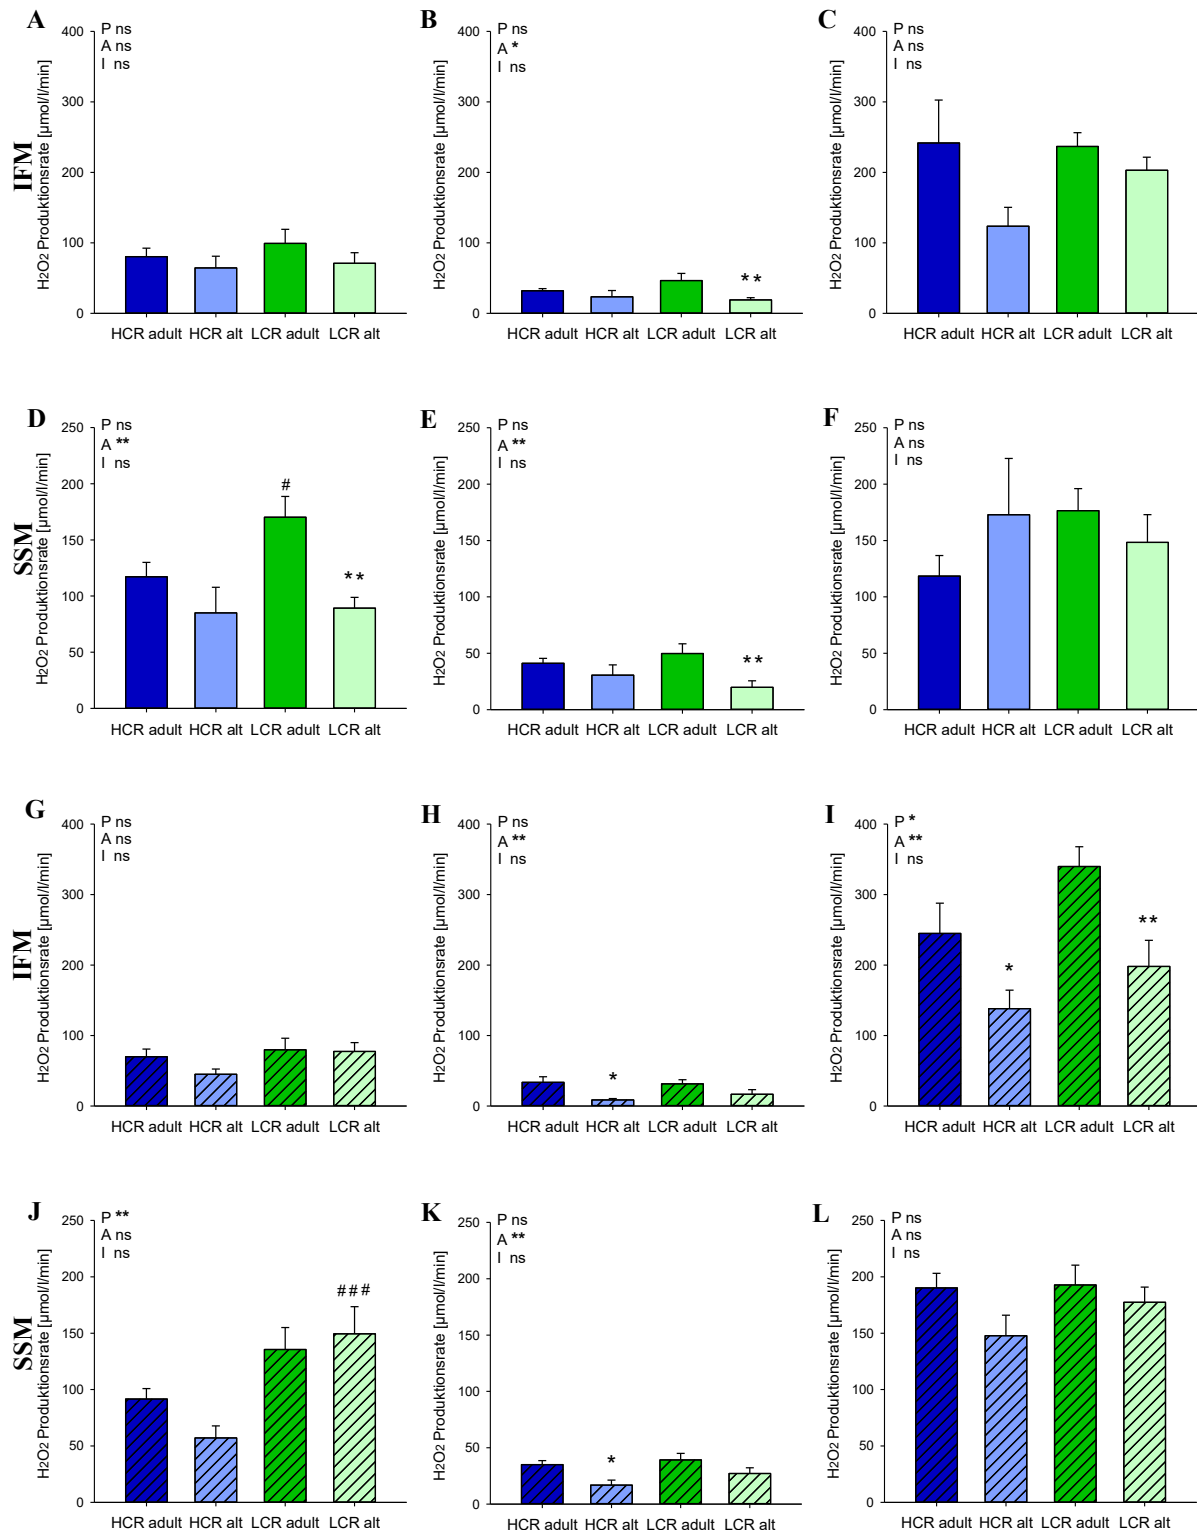 A
B
C
P ns
A ns
I ns
P ns
A *
I ns
P ns
A ns
I ns
IFM
H2O2 Produktionsrate [µmol/l/min]
400
300
200
100
0
HCR adult HCR alt LCR adult LCR alt
H2O2 Produktionsrate [µmol/l/min]
400
300
200
100
0
**
HCR adult HCR alt LCR adult LCR alt
H2O2 Produktionsrate [µmol/l/min]
400
300
200
100
0
HCR adult HCR alt LCR adult LCR alt
D
E
F
P ns
A **
I ns
P ns
A **
I ns
P ns
A ns
I ns
SSM
H2O2 Produktionsrate [µmol/l/min]
250
200
150
100
50
0
#
**
HCR adult HCR alt LCR adult LCR alt
H2O2 Produktionsrate [µmol/l/min]
250
200
150
100
50
0
**
HCR adult HCR alt LCR adult LCR alt
H2O2 Produktionsrate [µmol/l/min]
250
200
150
100
50
0
HCR adult HCR alt LCR adult LCR alt
G
H
I
P ns
A ns
I ns
P ns
A **
I ns
P *
A **
I ns
IFM
H2O2 Produktionsrate [µmol/l/min]
400
300
200
100
0
HCR adult HCR alt LCR adult LCR alt
H2O2 Produktionsrate [µmol/l/min]
400
300
200
100
0
*
HCR adult HCR alt LCR adult LCR alt
H2O2 Produktionsrate [µmol/l/min]
400
300
200
100
0
*
**
HCR adult HCR alt LCR adult LCR alt
J
K
L
P **
A ns
I ns
P ns
A **
I ns
P ns
A ns
I ns
SSM
H2O2 Produktionsrate [µmol/l/min]
250
200
150
100
50
0
###
HCR adult HCR alt LCR adult LCR alt
H2O2 Produktionsrate [µmol/l/min]
250
200
150
100
50
0
*
HCR adult HCR alt LCR adult LCR alt
H2O2 Produktionsrate [µmol/l/min]
250
200
150
100
50
0
HCR adult HCR alt LCR adult LCR alt